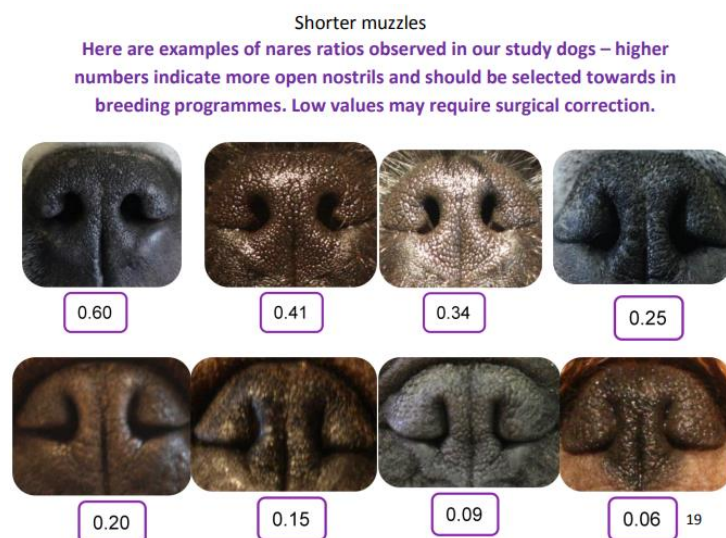 Shorter muzzles
Here are examples of nares ratios observed in our study dogs – higher
numbers indicate more open nostrils and should be selected towards in
breeding programmes. Low values may require surgical correction.
0.60
0.41
0.34
0.25
0.20
0.15
0.09
0.06
19